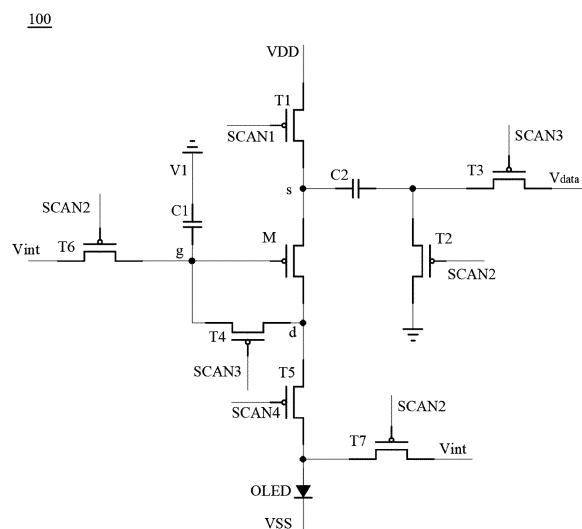 100
VDD
T1
SCAN1
SCAN3
V1
C2
T3
Vdata
s
SCAN2
C1
M
T2
Vint
T6
g
SCAN2
T4
d
SCAN3
T5
SCAN4
SCAN2
T7
Vint
OLED
VSS